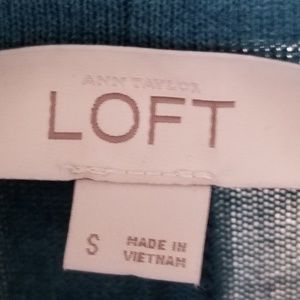 ANN TAYLOR
LOFT
S
MADE IN
VIETNAM